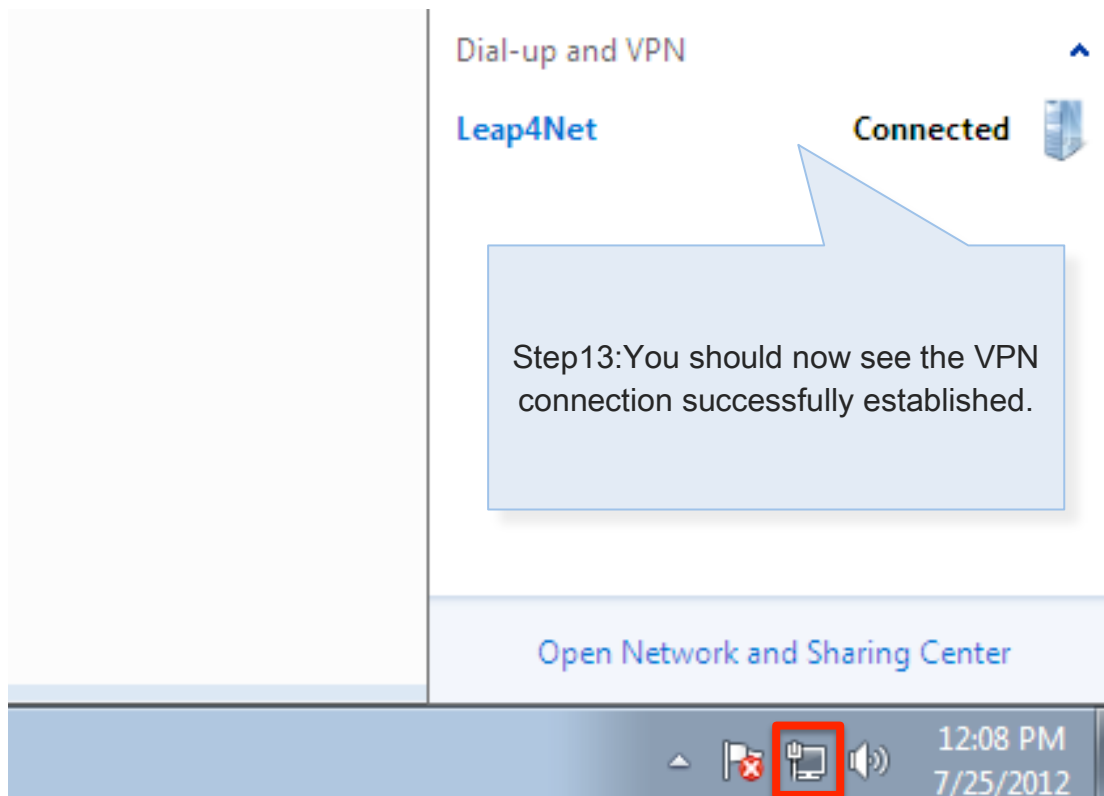 Dial-up and VPN
Leap4Net Connected
Step13:You should now see the VPN
connection successfully established.
Open Network and Sharing Center
12:08 PM
7/25/2012